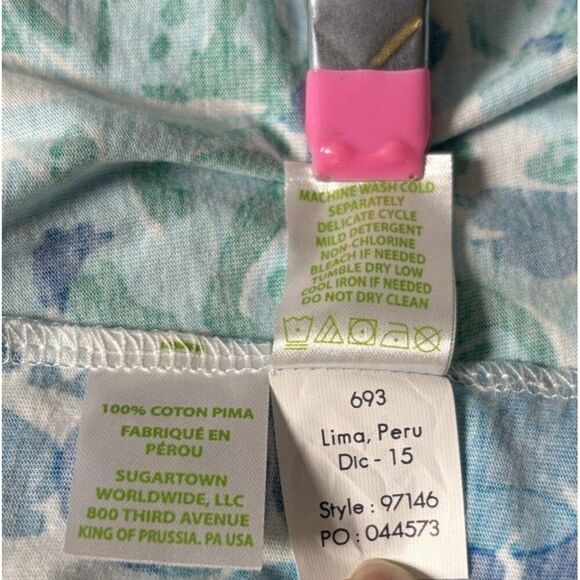 MACHINE WASH COLD
SEPARATELY
DELICATE CYCLE
MILD DETERGENT
NON-CHLORINE
BLEACH IF NEEDED
TUMBLE DRY LOW
COOL IRON IF NEEDED
DO NOT DRY CLEAN
100% COTON PIMA
FABRIQUÉ EN
PÉROU
SUGARTOWN
WORLDWIDE, LLC
800 THIRD AVENUE
KING OF PRUSSIA. PA USA
693
Lima, Peru
Dic - 15
Style : 97146
PO : 044573